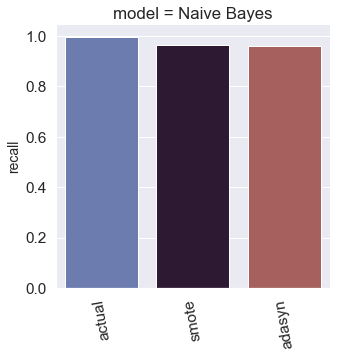 model = Naive Bayes
1.0
0.8
0.6
0.4
0.2
0.0
recall
actual
smote
adasyn